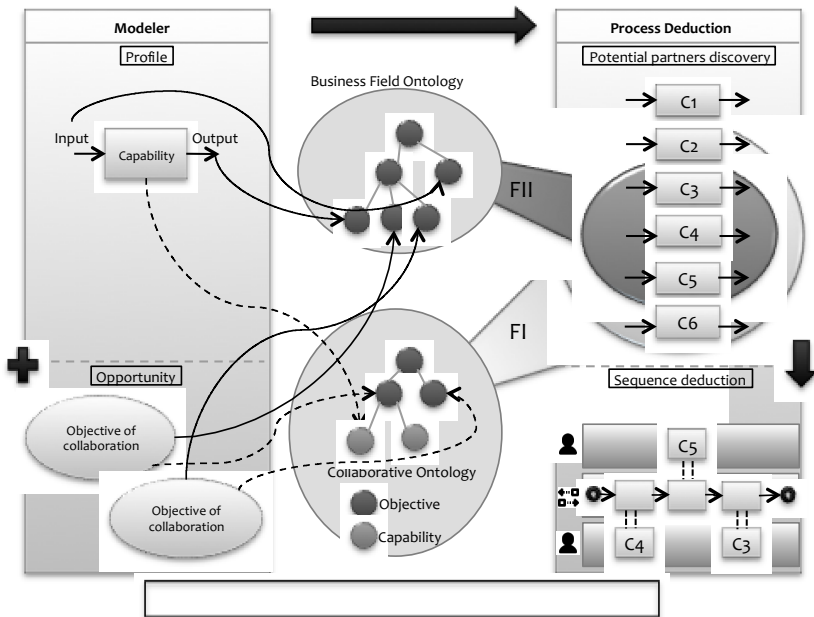 Modeler
Profile
Input
Output
Capability
Opportunity
Objective of
collaboration
Objective of
collaboration
Business Field Ontology
FII
FI
Collaborative Ontology
Objective
Capability
Process Deduction
Potential partners discovery
C1
C2
C3
C4
C5
C6
Sequence deduction
C5
C4
C3